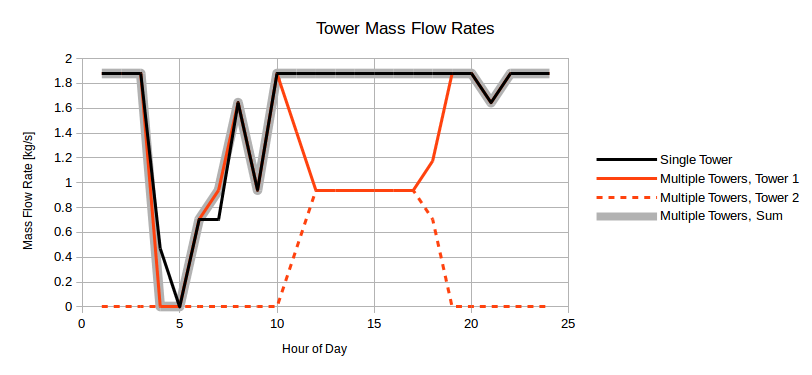 Tower Mass Flow Rates
Mass Flow Rate [kg/s]
2
1.8
1.6
1.4
1.2
1
0.8
0.6
0.4
0.2
0
0 5 10 15 20 25
Hour of Day
Single Tower
Multiple Towers, Tower 1
Multiple Towers, Tower 2
Multiple Towers, Sum